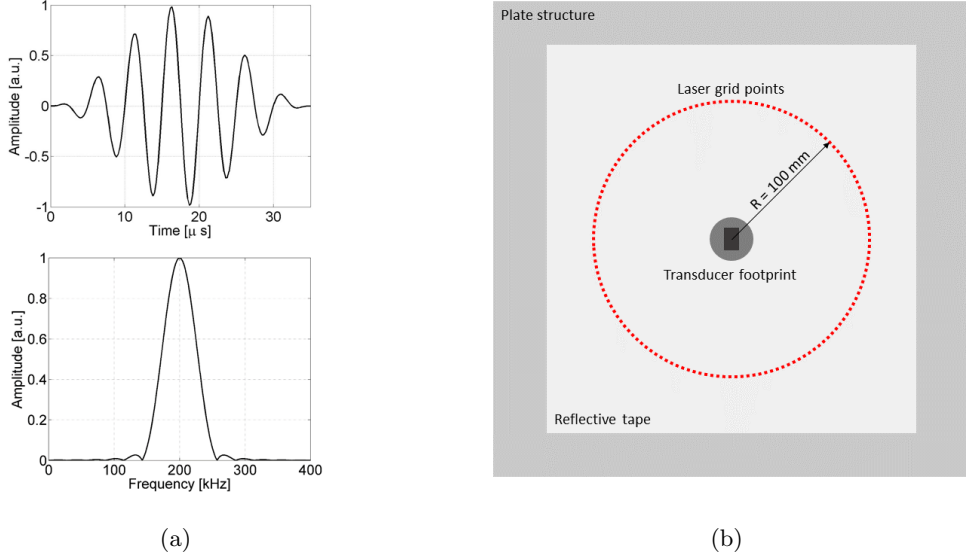 1
0.5
0
-0.5
-1
Amplitude [a.u.]
0 10 20 30
Time [μ s]
1
0.8
0.6
0.4
0.2
0
Amplitude [a.u.]
0 100 200 300 400
Frequency [kHz]
(a)
Plate structure
Laser grid points
R = 100 mm
Transducer footprint
Reflective tape
(b)